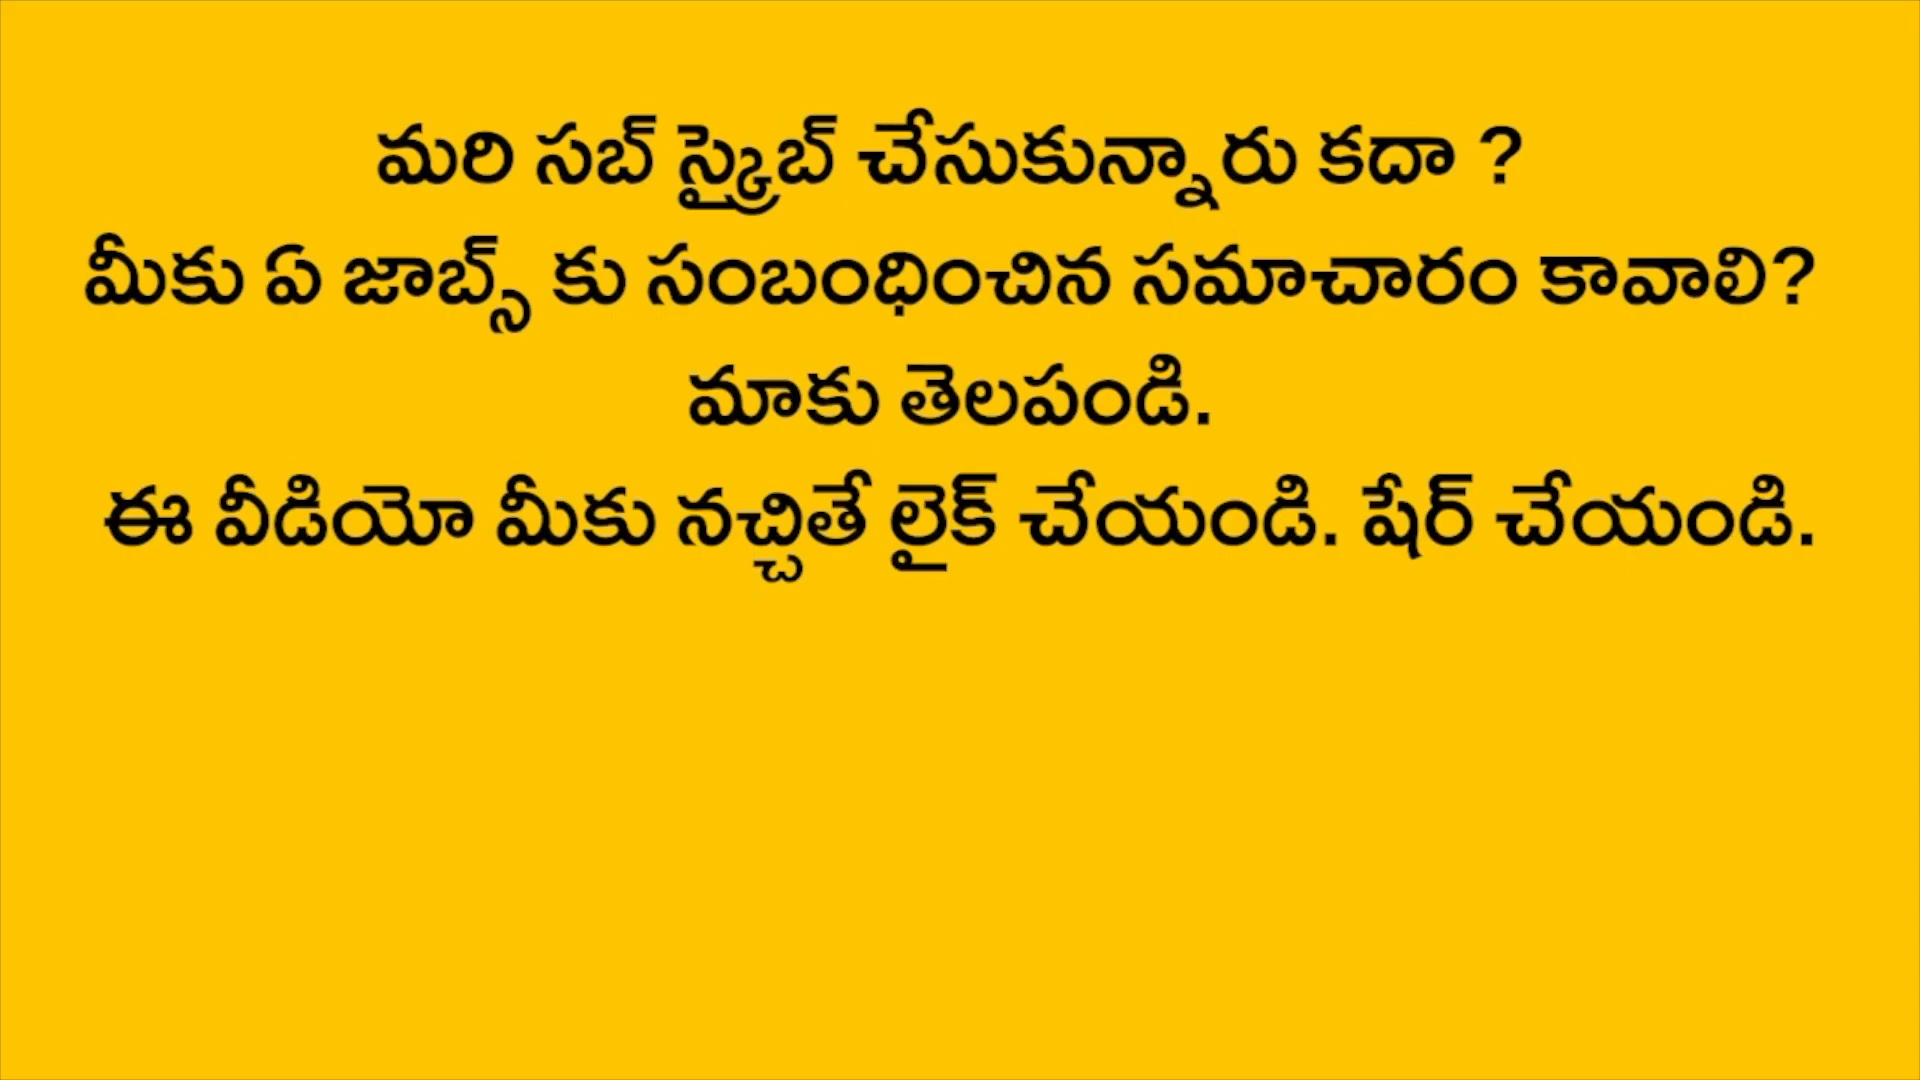 మరి సబ్ స్క్రైబ్ చేసుకున్నారు కదా ?
మీకు ఏ జాబ్స్ కు సంబంధించిన సమాచారం కావాలి?
మాకు తెలపండి.
ఈ వీడియో మీకు నచ్చితే లైక్ చేయండి. షేర్ చేయండి.